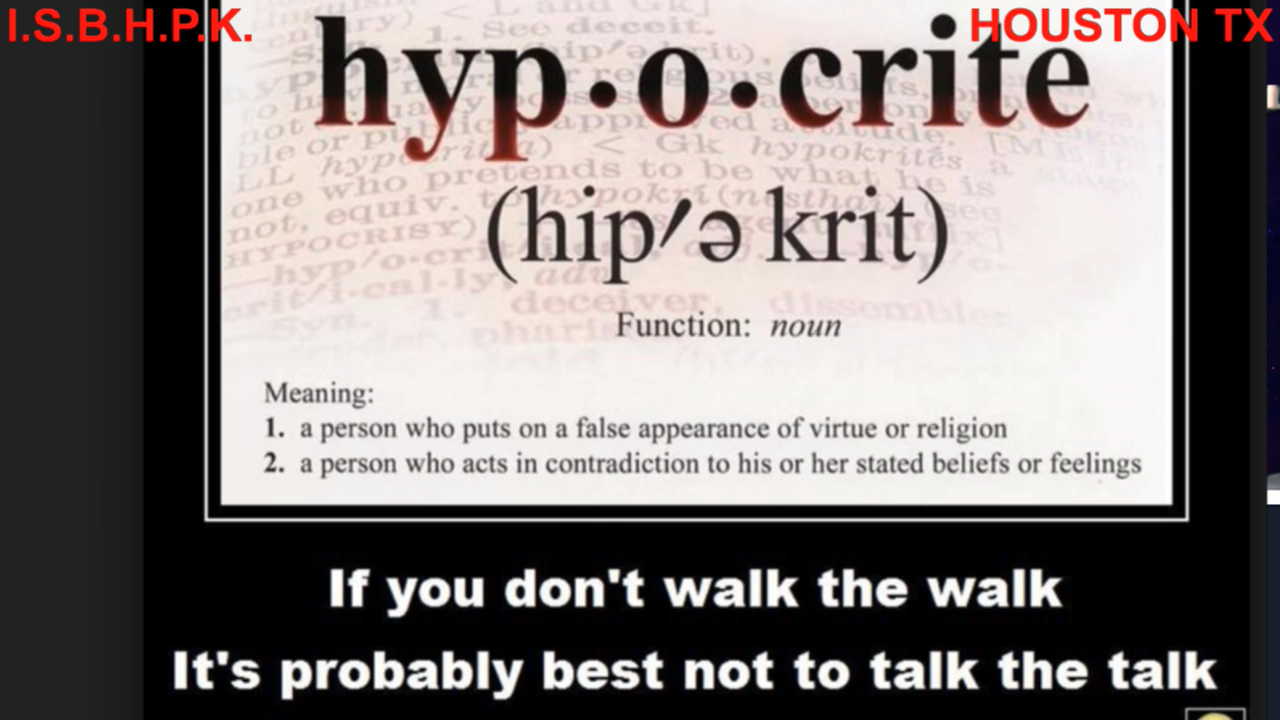 I.S.B.H.P.K.
HOUSTON TX
hyp·o·crite
(hip′ə krit)
Function: noun
Meaning:
1. a person who puts on a false appearance of virtue or religion
2. a person who acts in contradiction to his or her stated beliefs or feelings
If you don't walk the walk
It's probably best not to talk the talk